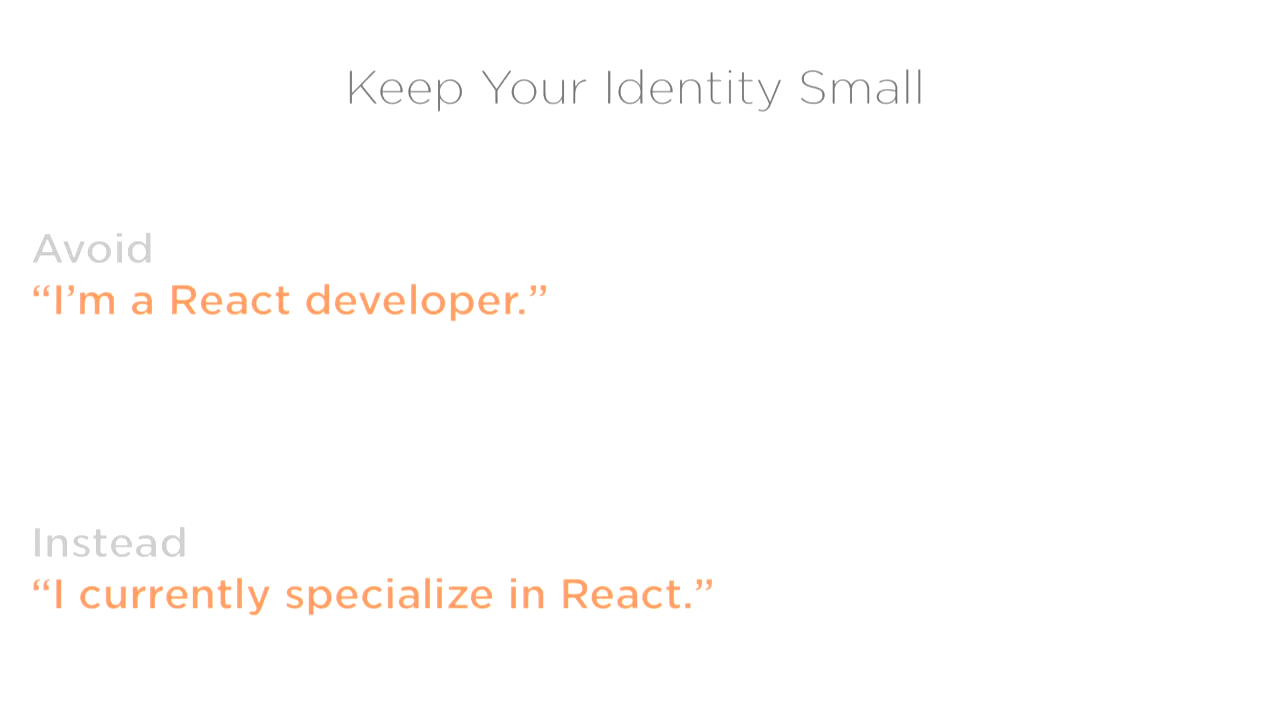 Keep Your Identity Small
Avoid
“I’m a React developer.”
Instead
“I currently specialize in React.”